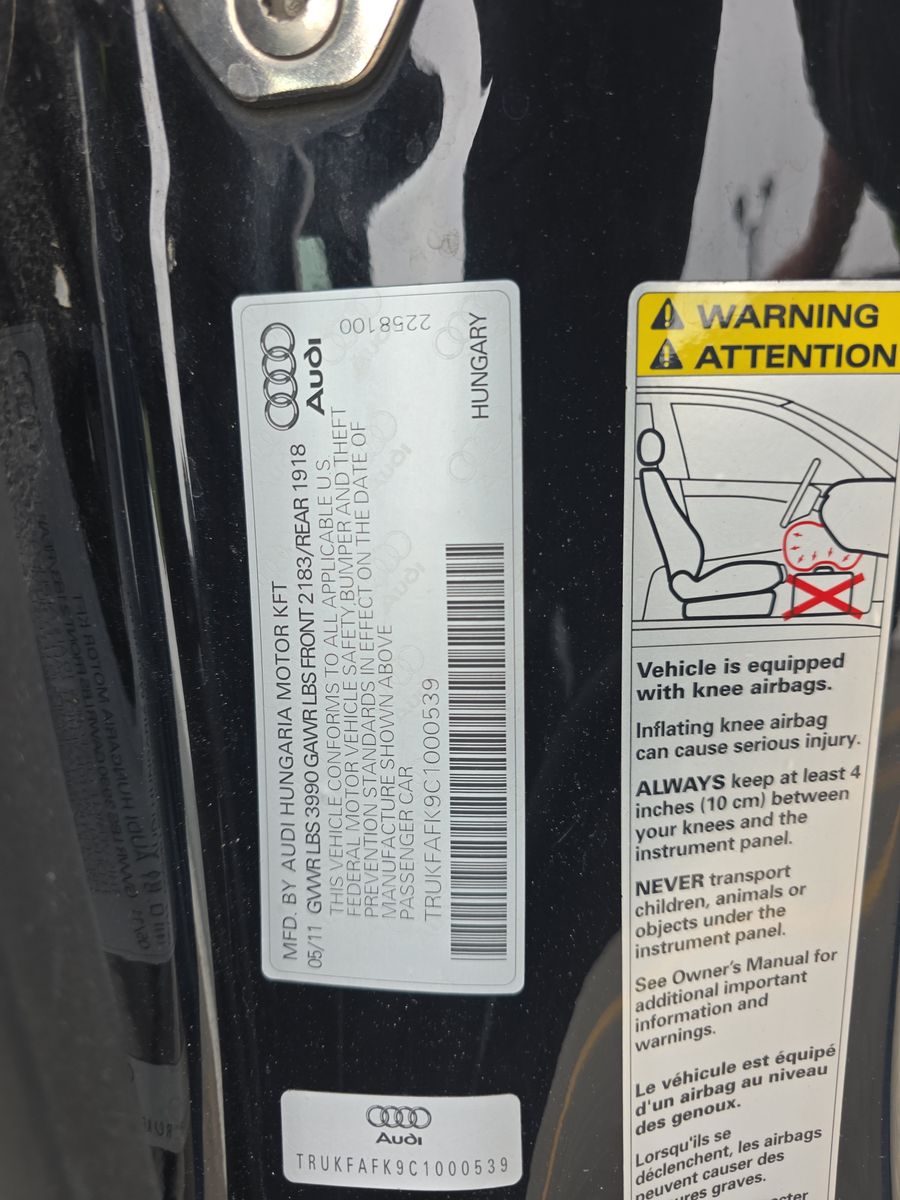 Audi
2258100
MFD. BY AUDI HUNGARIA MOTOR KFT
05/11 GVWR LBS 3990 GAWR LBS FRONT 2183/REAR 1918
THIS VEHICLE CONFORMS TO ALL APPLICABLE U.S.
FEDERAL MOTOR VEHICLE SAFETY, BUMPER AND THEFT
PREVENTION STANDARDS IN EFFECT ON THE DATE OF
MANUFACTURE SHOWN ABOVE
PASSENGER CAR
TRUKFAFK9C1000539
HUNGARY
Audi
TRUKFAFK9C1000539
WARNING
ATTENTION
Vehicle is equipped
with knee airbags.
Inflating knee airbag
can cause serious injury.
ALWAYS keep at least 4
inches (10 cm) between
your knees and the
instrument panel.
NEVER transport
children, animals or
objects under the
instrument panel.
See Owner's Manual for
additional important
information and
warnings.
Le véhicule est équipé
d'un airbag au niveau
des genoux.
Lorsqu'ils se
déclenchent, les airbags
peuvent causer des
graves.